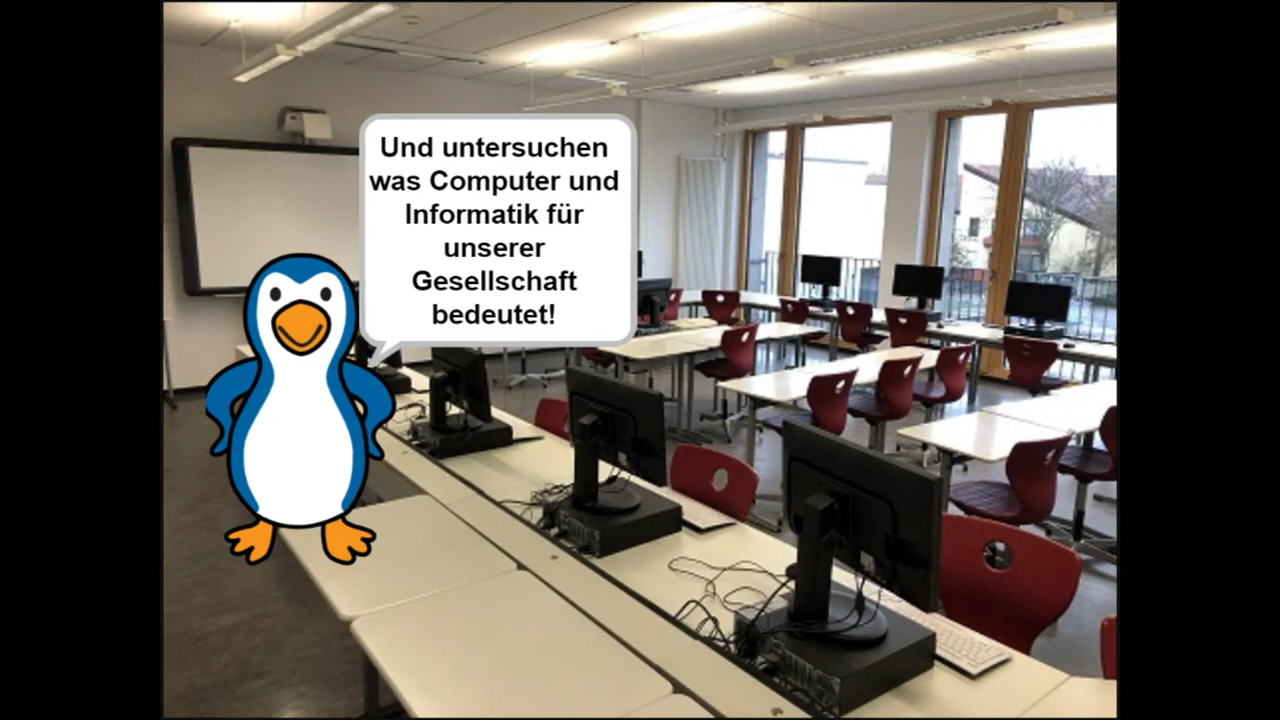 Und untersuchen
was Computer und
Informatik für
unserer
Gesellschaft
bedeutet!